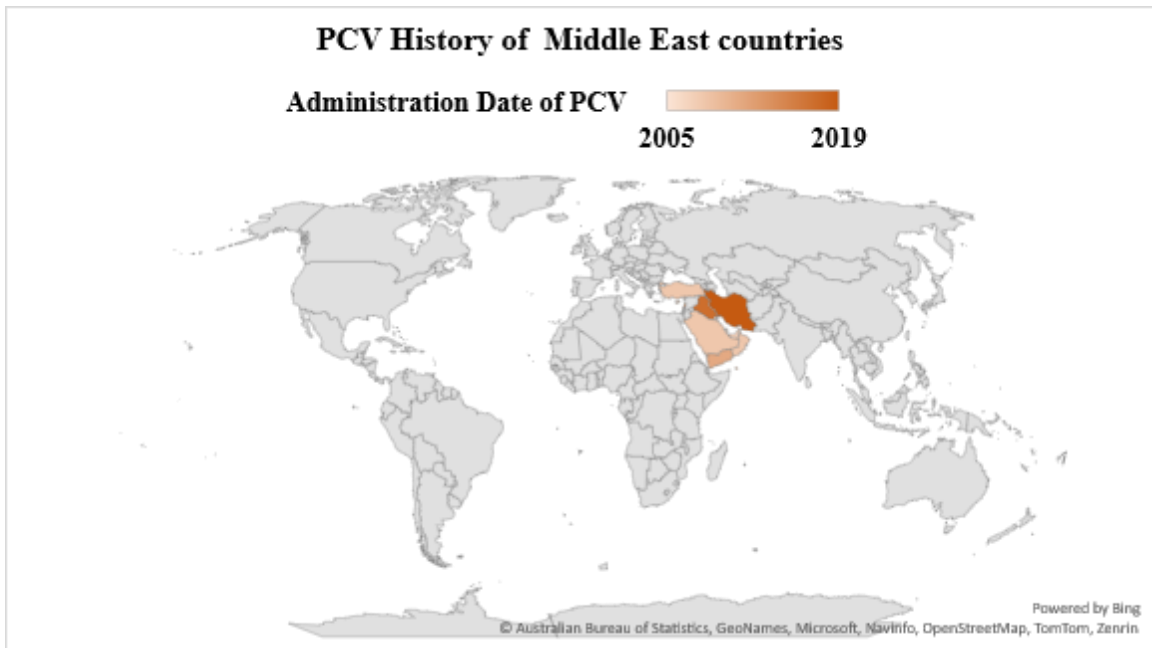 PCV History of Middle East countries
Administration Date of PCV
2005 2019
Powered by Bing
© Australian Bureau of Statistics, GeoNames, Microsoft, Navinfo, OpenStreetMap, TomTom, Zenrin